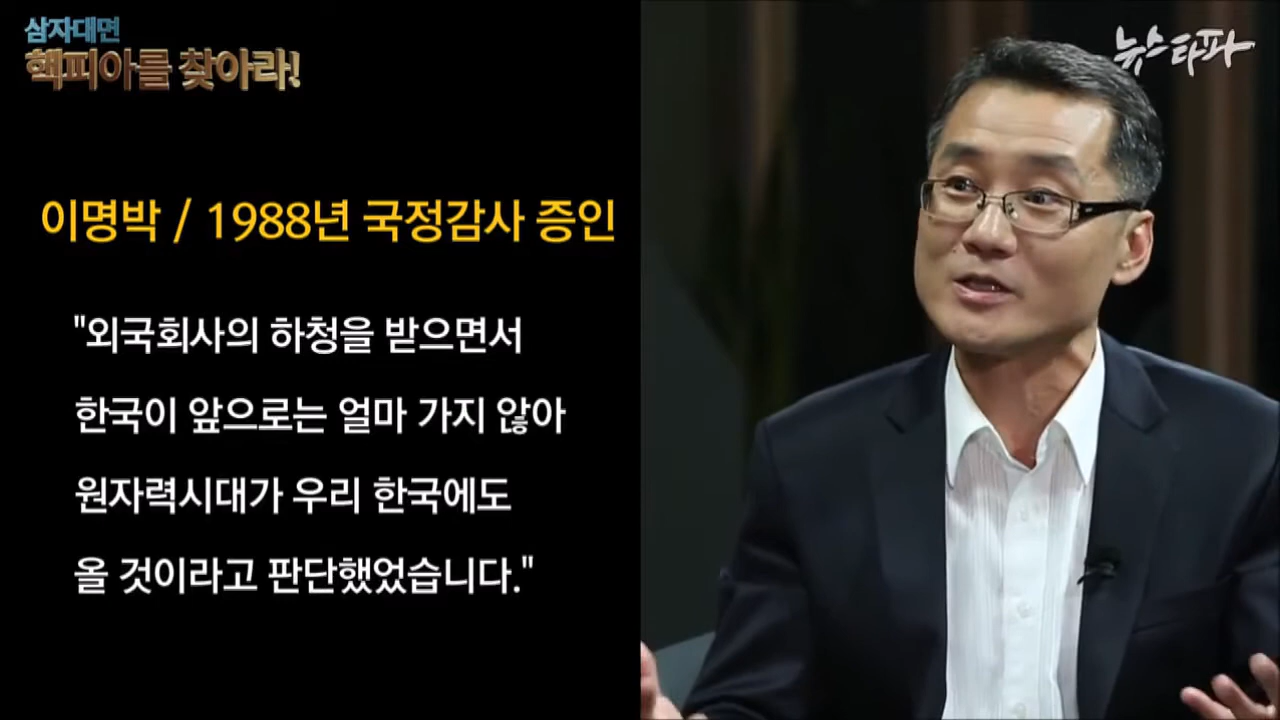 삼자대면
핵피아를 찾아라!
뉴스타파
이명박 / 1988년 국정감사 증인
"외국회사의 하청을 받으면서
한국이 앞으로는 얼마 가지 않아
원자력시대가 우리 한국에도
올 것이라고 판단했었습니다."